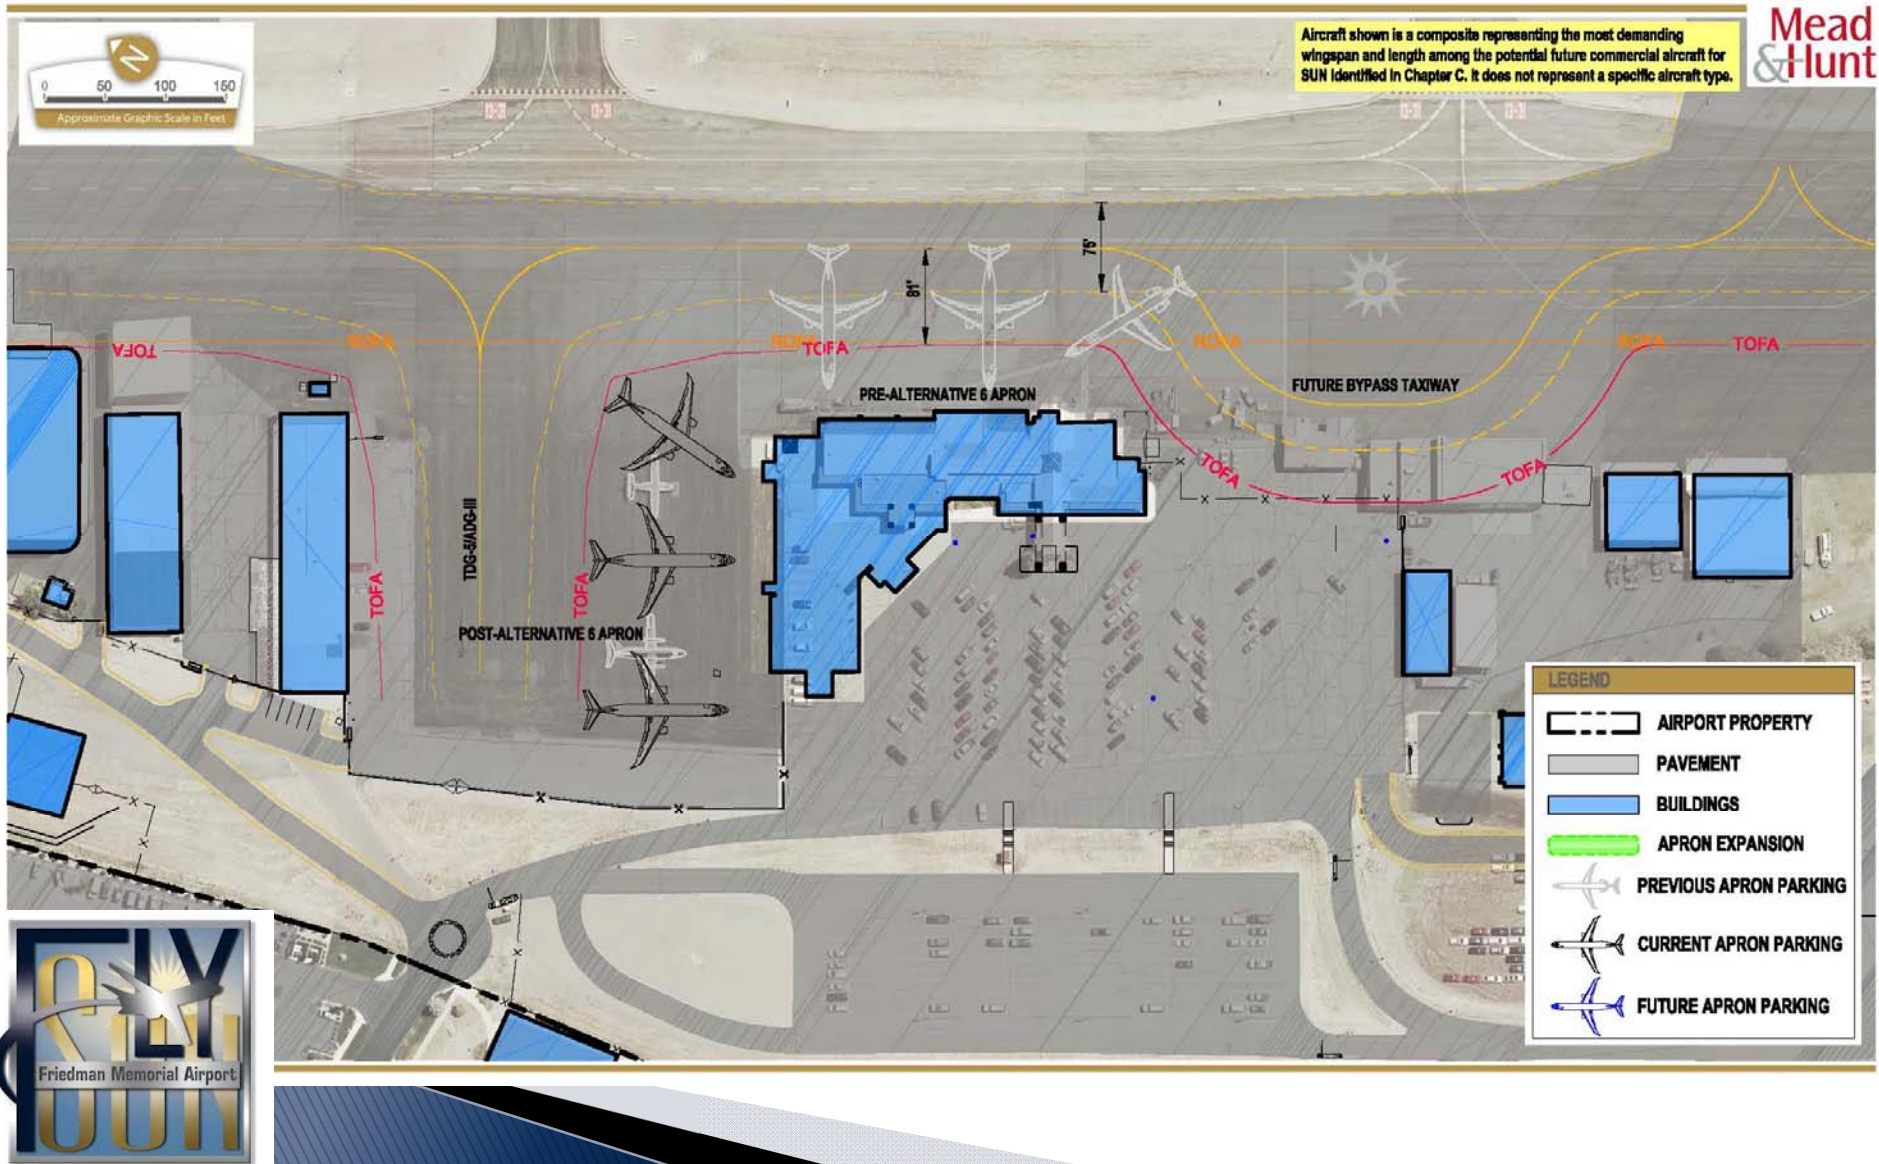 N
0 50 100 150
Approximate Graphic Scale in Feet
Aircraft shown is a composite representing the most demanding
wingspan and length among the potential future commercial aircraft for
SUN identified in Chapter C. It does not represent a specific aircraft type.
Mead
&Hunt
75'
81'
TOFA
ROFA
ROFA
TOFA
ROFA
ROFA
TOFA
PRE-ALTERNATIVE 6 APRON
FUTURE BYPASS TAXIWAY
TOFA
TOFA
TDG-5/ADG-III
TOFA
TOFA
POST-ALTERNATIVE 6 APRON
LEGEND
AIRPORT PROPERTY
PAVEMENT
BUILDINGS
APRON EXPANSION
PREVIOUS APRON PARKING
CURRENT APRON PARKING
FUTURE APRON PARKING
FLY
SUN
Friedman Memorial Airport